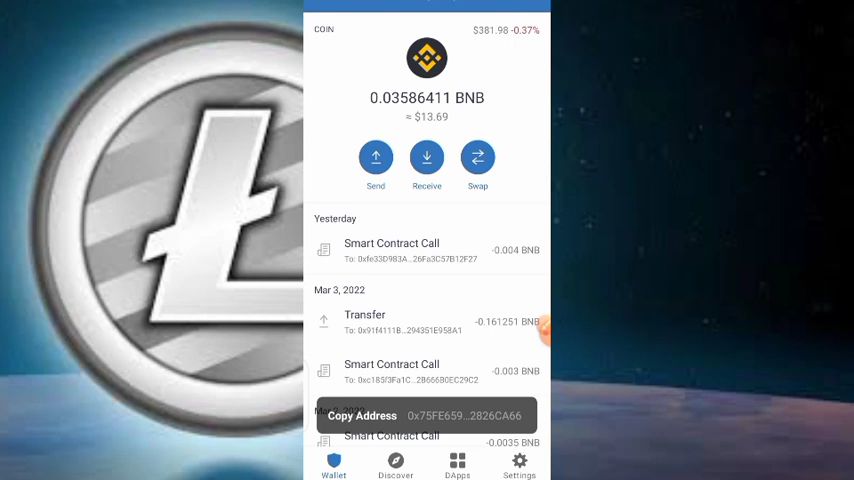 COIN
$381.98 -0.37%
0.03586411 BNB
≈ $13.69
Send Receive Swap
Yesterday
Smart Contract Call
-0.004 BNB
To: 0xfe33D983A...26Fa3C57B12F27
Mar 3, 2022
Transfer
-0.161251 BNB
To: 0x91f4111B...294351E958A1
Smart Contract Call
-0.003 BNB
To: 0xc185f3Fa1C...2B666B0EC29C2
Copy Address 0x75FE659...2826CA66
Smart Contract Call
-0.0035 BNB
Wallet Discover DApps Settings